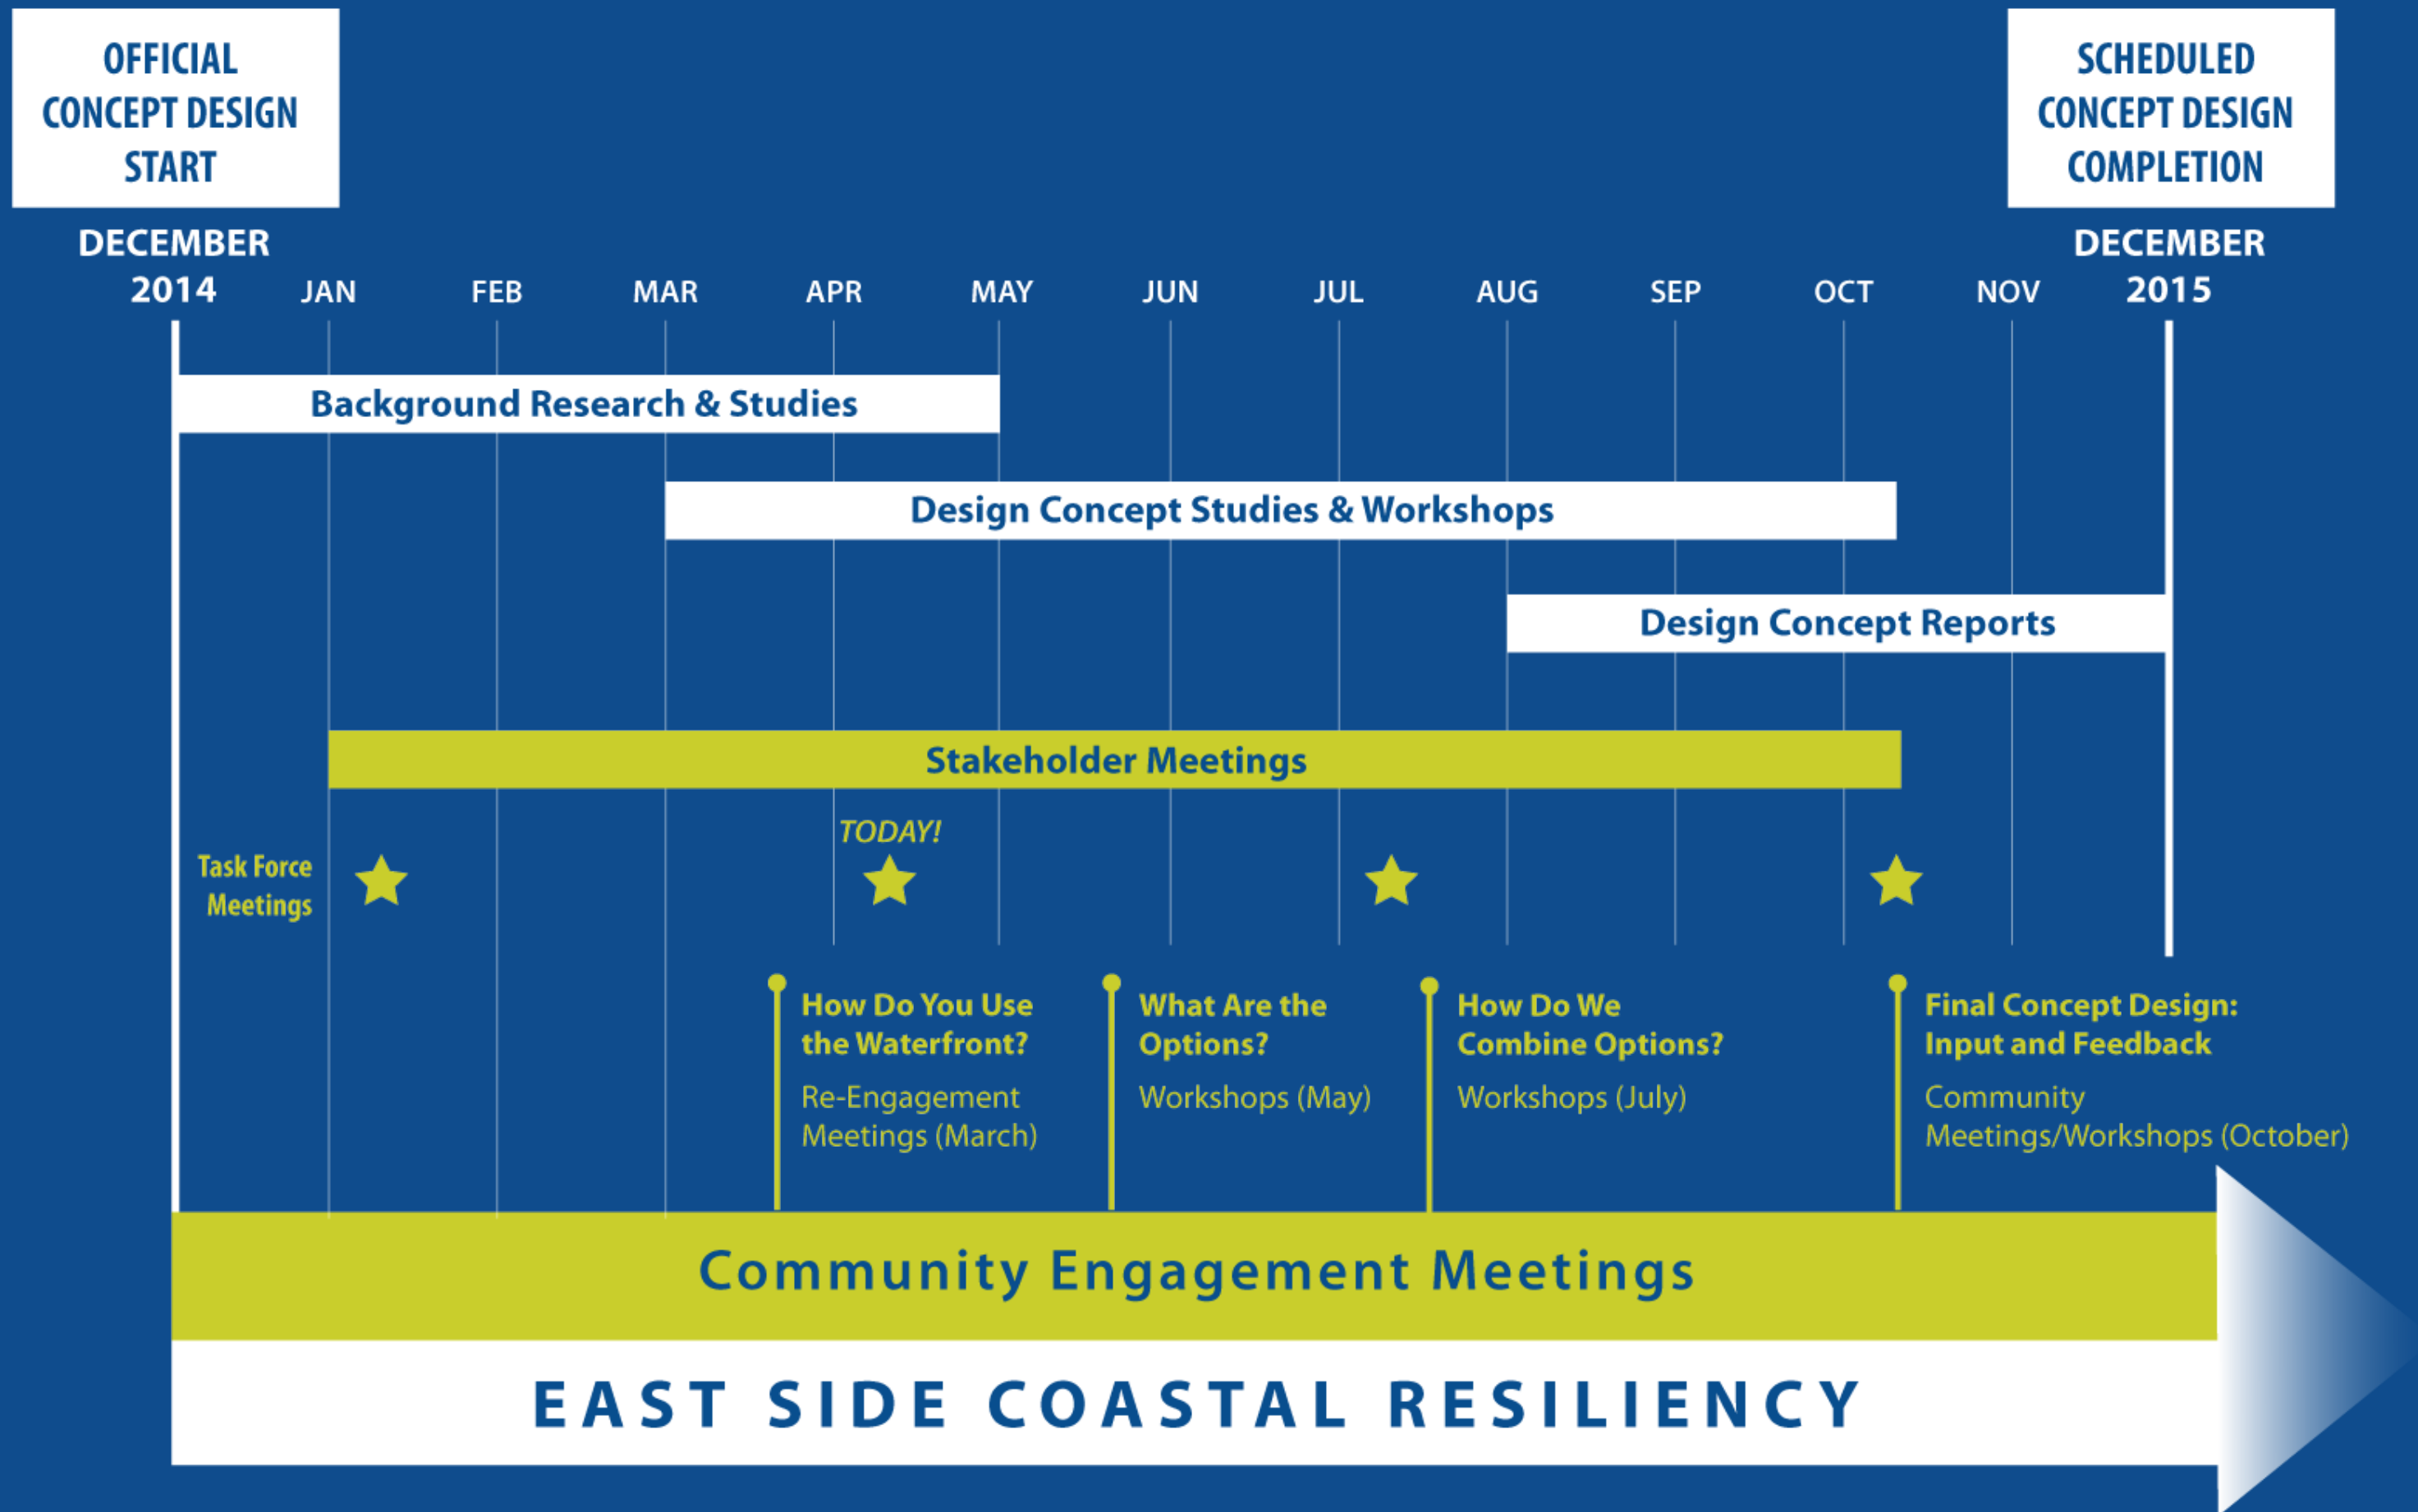 OFFICIAL
CONCEPT DESIGN
START
SCHEDULED
CONCEPT DESIGN
COMPLETION
DECEMBER
2014
JAN
FEB
MAR
APR
MAY
JUN
JUL
AUG
SEP
OCT
NOV
DECEMBER
2015
Background Research & Studies
Design Concept Studies & Workshops
Design Concept Reports
Stakeholder Meetings
TODAY!
Task Force
Meetings
How Do You Use
the Waterfront?
Re-Engagement
Meetings (March)
What Are the
Options?
Workshops (May)
How Do We
Combine Options?
Workshops (July)
Final Concept Design:
Input and Feedback
Community
Meetings/Workshops (October)
Community Engagement Meetings
EAST SIDE COASTAL RESILIENCY